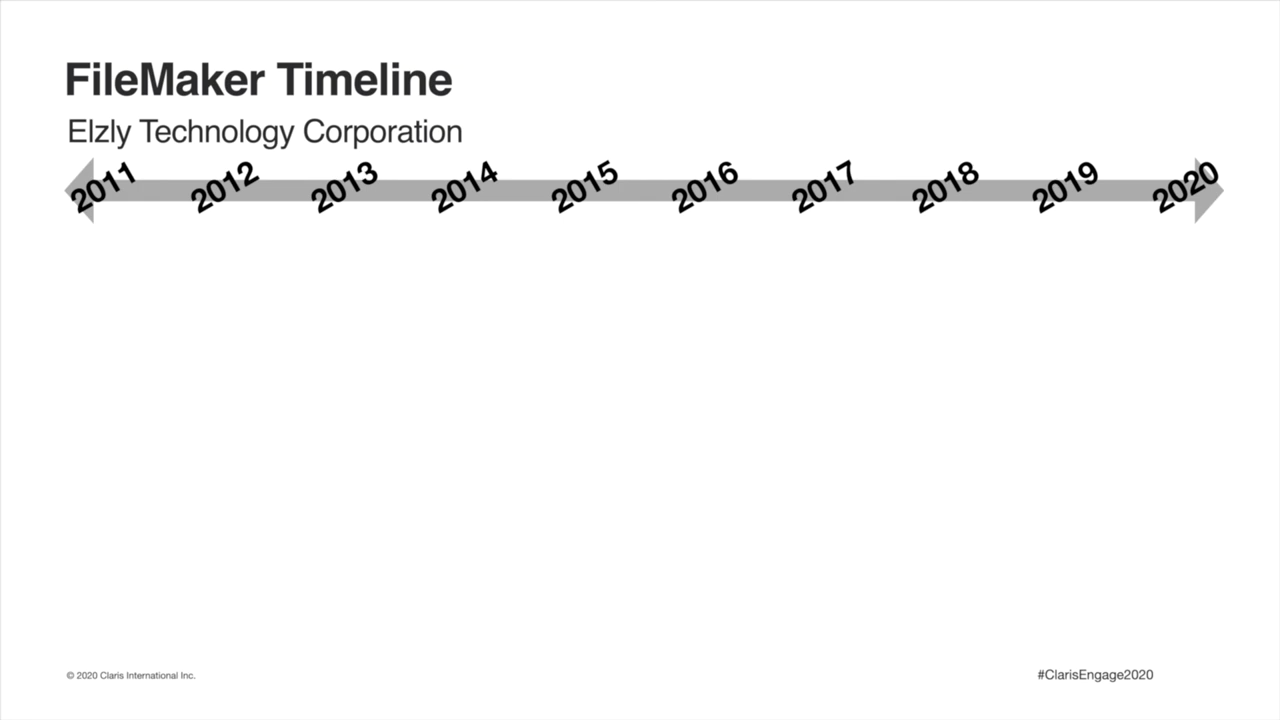 FileMaker Timeline
Elzly Technology Corporation
2011 2012 2013 2014 2015 2016 2017 2018 2019 2020
© 2020 Claris International Inc.
#ClarisEngage2020